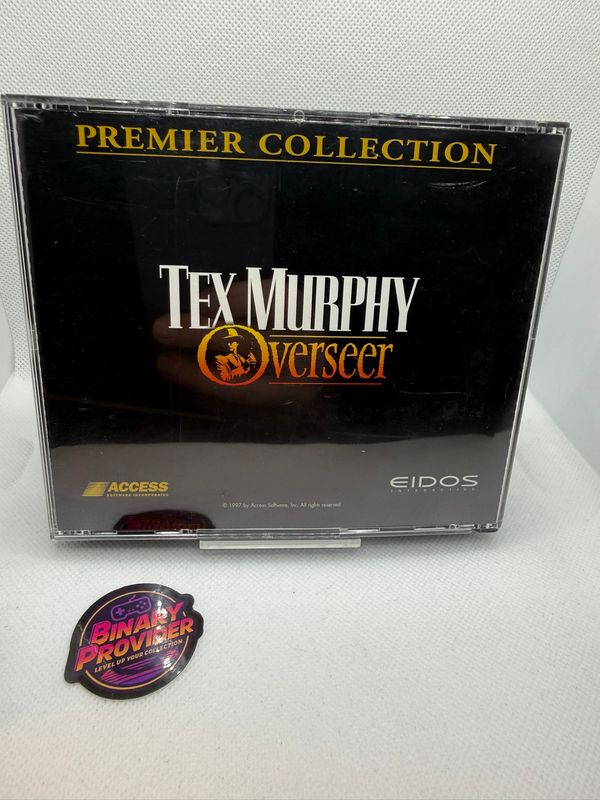 PREMIER COLLECTION
TEX MURPHY
Overseer
ACCESS
SOFTWARE INCORPORATED
EIDOS
INTERACTIVE
© 1997 by Access Software, Inc. All rights reserved
BINARY
PROVIDER
LEVEL UP YOUR COLLECTION